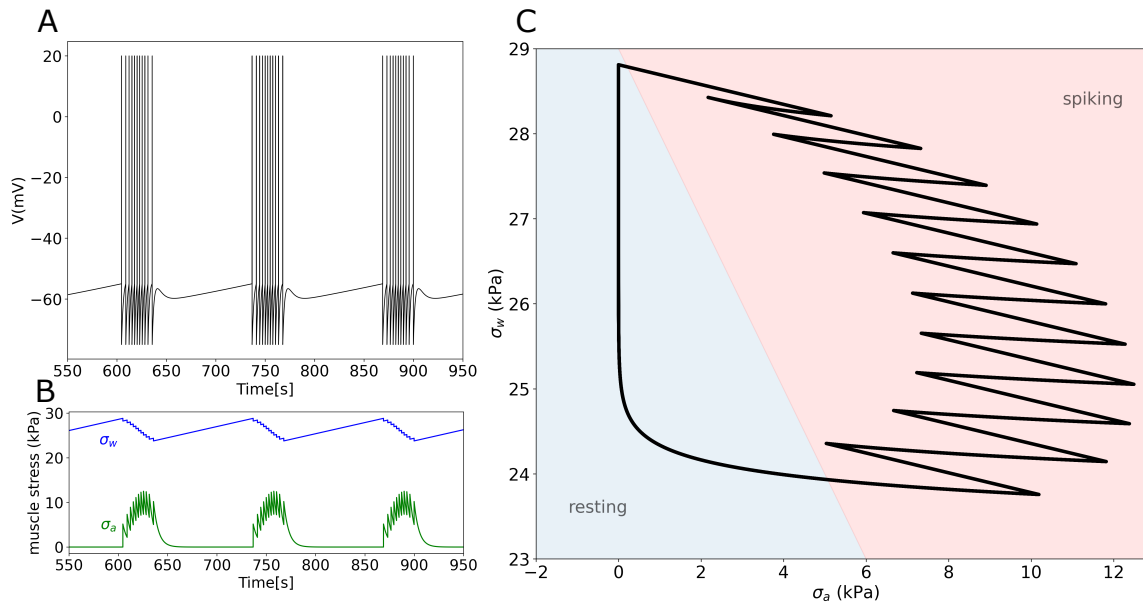 A
V(mV)
20
0
−20
−40
−60
550 600 650 700 750 800 850 900 950
Time[s]
B
muscle stress (kPa)
30
20
10
0
σw
σa
550 600 650 700 750 800 850 900 950
Time[s]
C
σw (kPa)
29
28
27
26
25
24
23
spiking
resting
−2 0 2 4 6 8 10 12
σa (kPa)